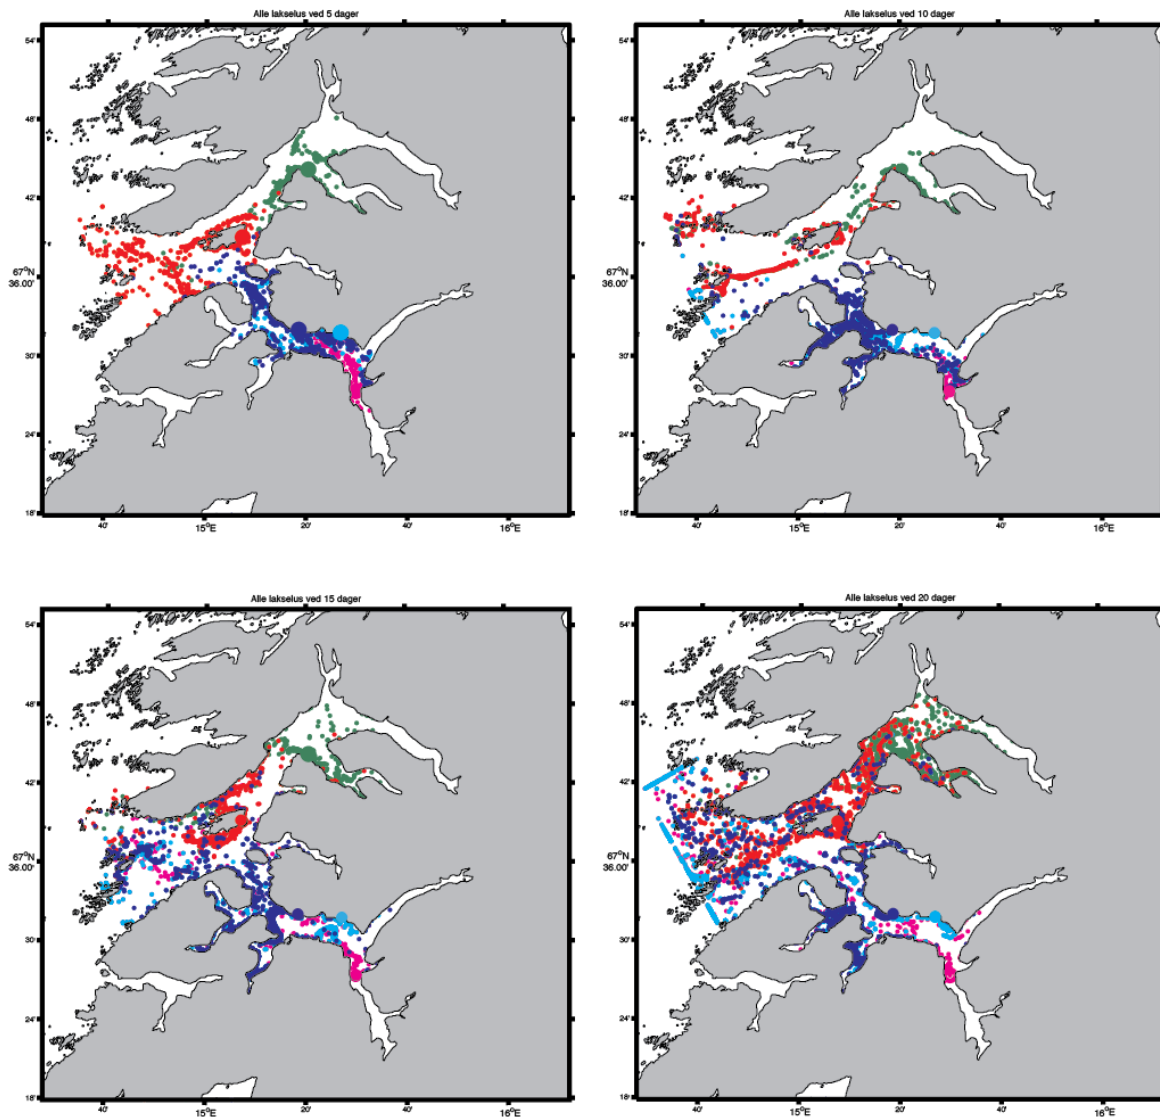 Alle lakselus ved 5 dager
54'
48'
42'
67°N
36.00'
30'
24'
18'
40'
15°E
20'
40'
16°E
Alle lakselus ved 10 dager
54'
48'
42'
67°N
36.00'
30'
24'
18'
40'
15°E
20'
40'
16°E
Alle lakselus ved 15 dager
54'
48'
42'
67°N
36.00'
30'
24'
18'
40'
15°E
20'
40'
16°E
Alle lakselus ved 20 dager
54'
48'
42'
67°N
36.00'
30'
24'
18'
40'
15°E
20'
40'
16°E